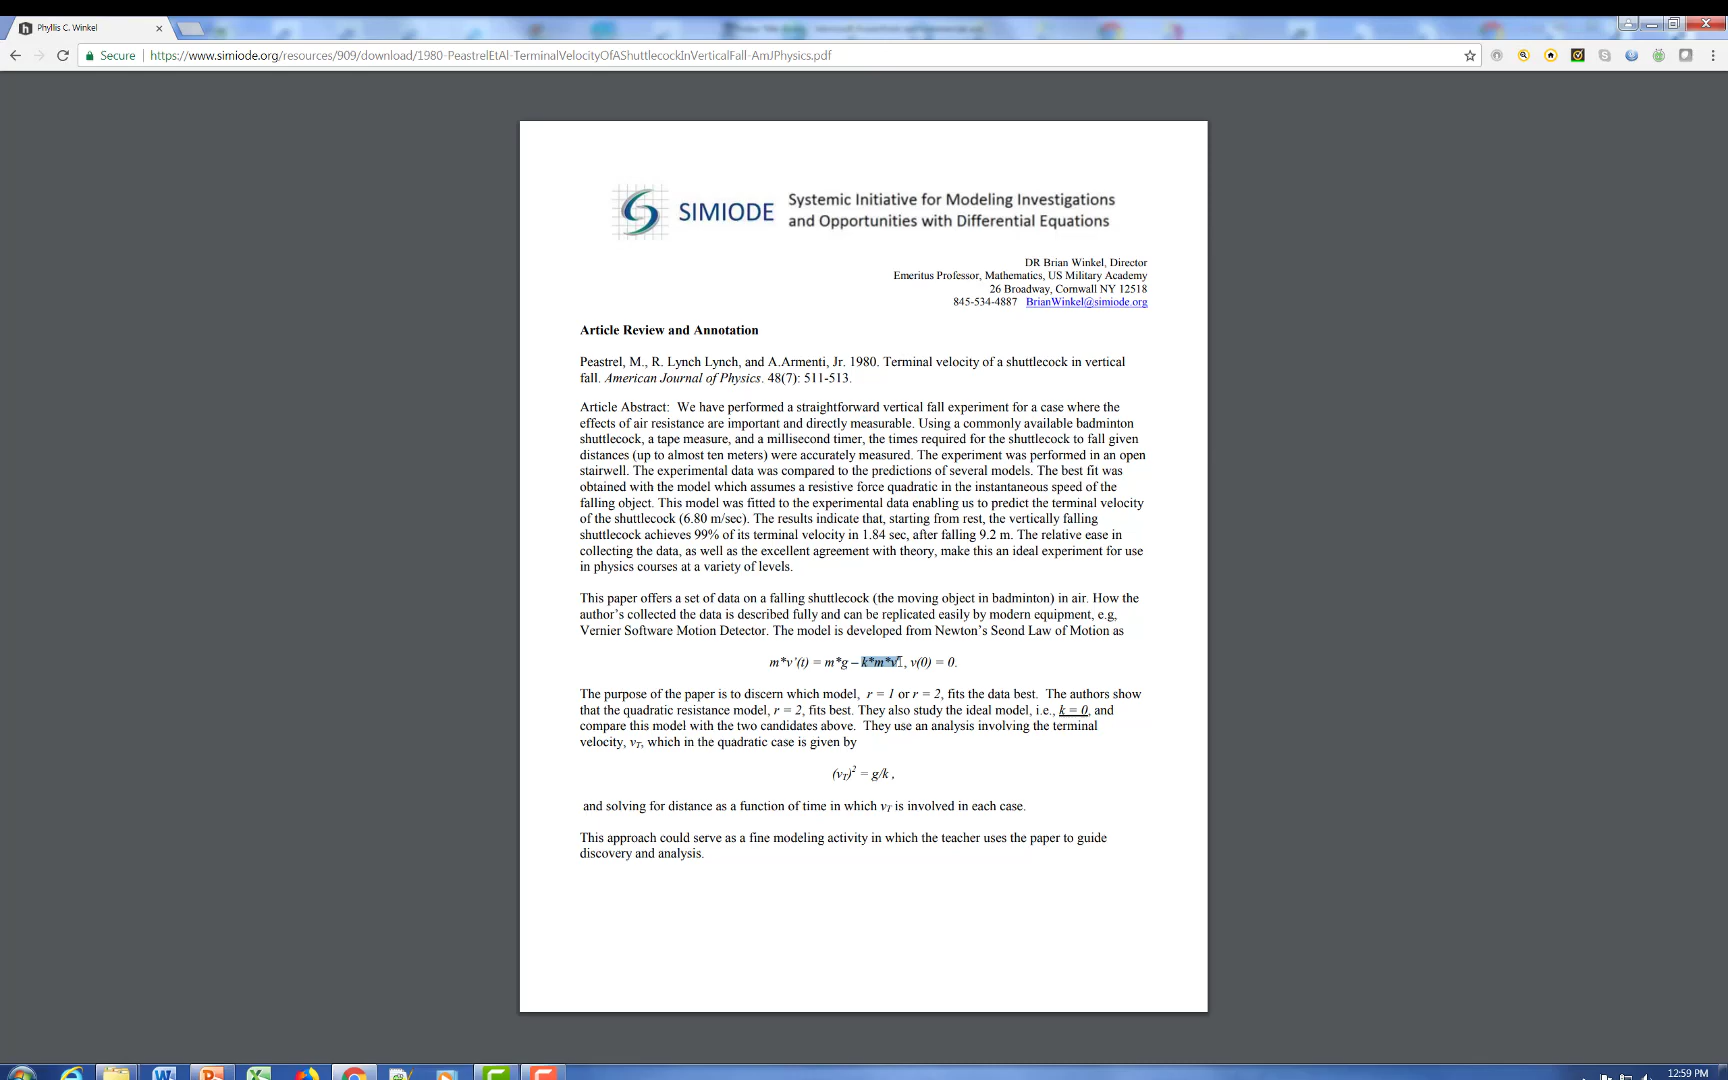 Phyllis C. Winkel
Secure https://www.simiode.org/resources/909/download/1980-PeastrelEtAl-TerminalVelocityOfAShuttlecockInVerticalFall-AmJPhysics.pdf
SIMIODE
Systemic Initiative for Modeling Investigations
and Opportunities with Differential Equations
DR Brian Winkel, Director
Emeritus Professor, Mathematics, US Military Academy
26 Broadway, Cornwall NY 12518
845-534-4887 BrianWinkel@simiode.org
Article Review and Annotation
Peastrel, M., R. Lynch Lynch, and A.Armenti, Jr. 1980. Terminal velocity of a shuttlecock in vertical
fall. American Journal of Physics. 48(7): 511-513.
Article Abstract: We have performed a straightforward vertical fall experiment for a case where the
effects of air resistance are important and directly measurable. Using a commonly available badminton
shuttlecock, a tape measure, and a millisecond timer, the times required for the shuttlecock to fall given
distances (up to almost ten meters) were accurately measured. The experiment was performed in an open
stairwell. The experimental data was compared to the predictions of several models. The best fit was
obtained with the model which assumes a resistive force quadratic in the instantaneous speed of the
falling object. This model was fitted to the experimental data enabling us to predict the terminal velocity
of the shuttlecock (6.80 m/sec). The results indicate that, starting from rest, the vertically falling
shuttlecock achieves 99% of its terminal velocity in 1.84 sec, after falling 9.2 m. The relative ease in
collecting the data, as well as the excellent agreement with theory, make this an ideal experiment for use
in physics courses at a variety of levels.
This paper offers a set of data on a falling shuttlecock (the moving object in badminton) in air. How the
author's collected the data is described fully and can be replicated easily by modern equipment, e.g,
Vernier Software Motion Detector. The model is developed from Newton's Seond Law of Motion as
m*v'(t) = m*g – k*m*v, v(0) = 0.
The purpose of the paper is to discern which model, r = 1 or r = 2, fits the data best. The authors show
that the quadratic resistance model, r = 2, fits best. They also study the ideal model, i.e., k = 0, and
compare this model with the two candidates above. They use an analysis involving the terminal
velocity, vT, which in the quadratic case is given by
(vT)² = g/k ,
and solving for distance as a function of time in which vT is involved in each case.
This approach could serve as a fine modeling activity in which the teacher uses the paper to guide
discovery and analysis.
12:59 PM